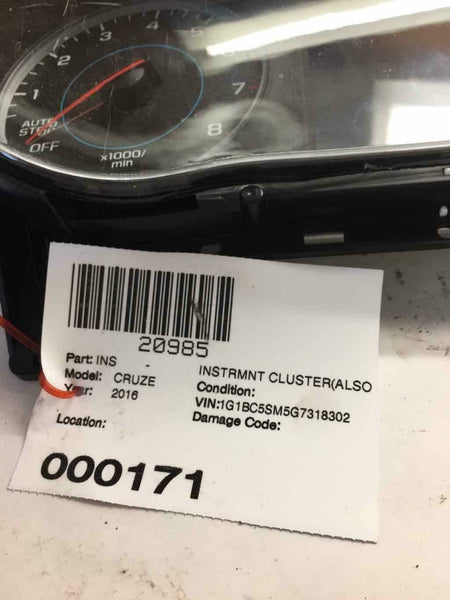 5
4
6
3
2
7
1
8
AUTO
STOP
OFF
x1000/
min
20985
Part: INS -
INSTRMNT CLUSTER(ALSO
Model: CRUZE
Condition:
Year: 2016
VIN:1G1BC5SM5G7318302
Location:
Damage Code:
000171